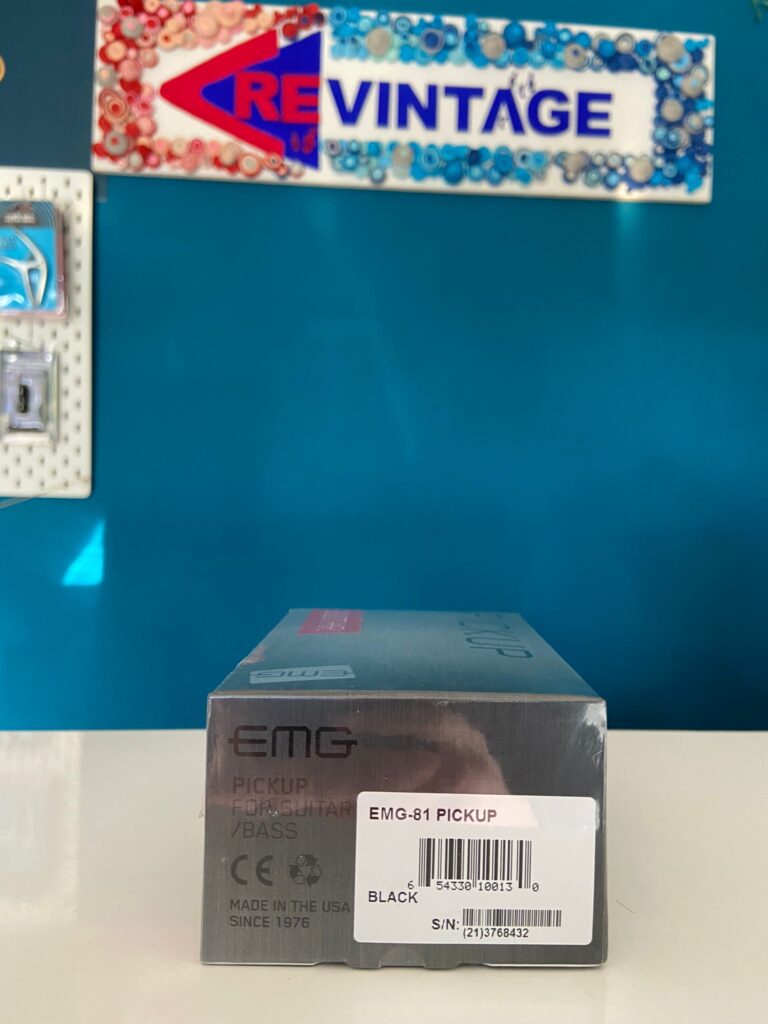 REVINTAGE
EMG
EMG
PICKUP
FOR GUITAR
/BASS
CE
MADE IN THE USA
SINCE 1976
EMG-81 PICKUP
6 54330 10013 0
BLACK
S/N:
(21)3768432